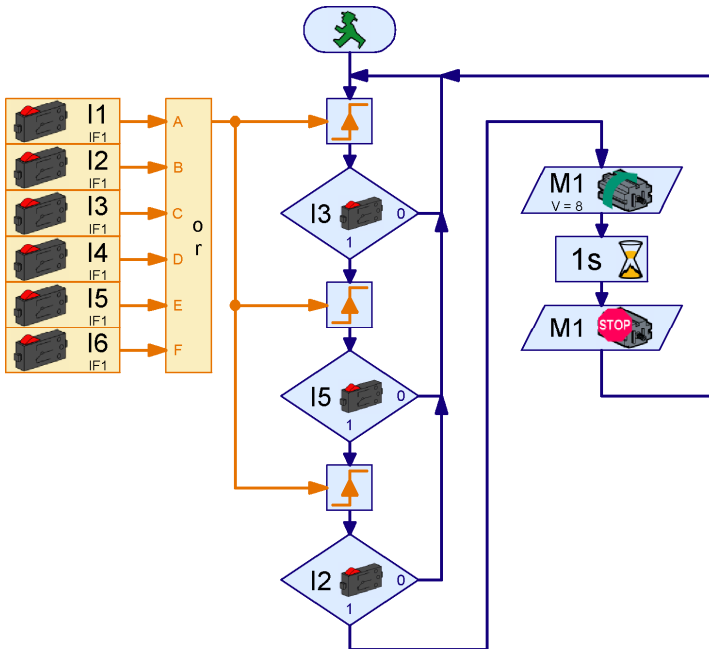 I1
IF1
I2
IF1
I3
IF1
I4
IF1
I5
IF1
I6
IF1
A
B
C
D
E
F
o
r
I3
0
1
I5
0
1
I2
0
1
M1
V = 8
1s
M1
STOP